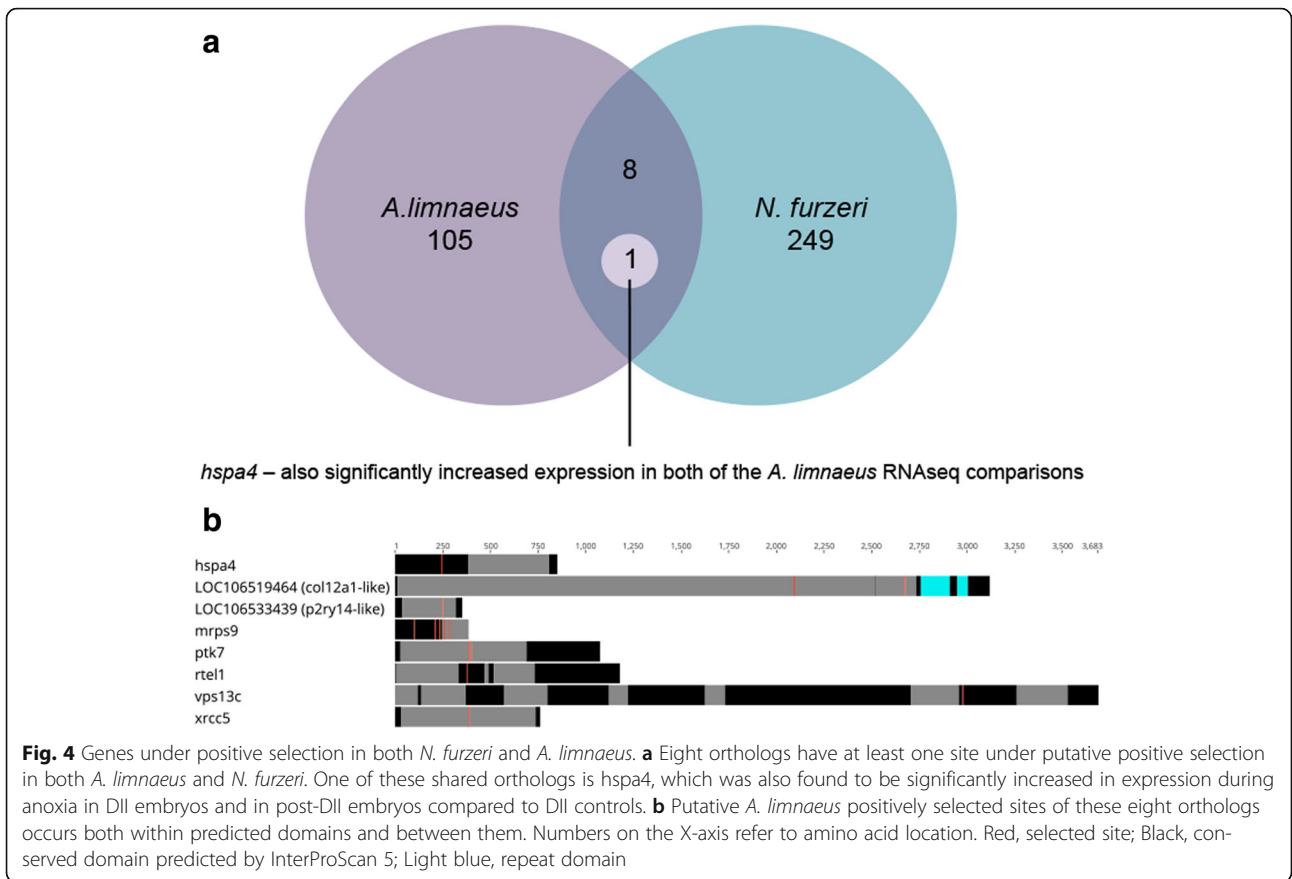 a
8
A.limnaeus
105
N. furzeri
249
1
hspa4 – also significantly increased expression in both of the A. limnaeus RNAseq comparisons
b
1 250 500 750 1,000 1,250 1,500 1,750 2,000 2,250 2,500 2,750 3,000 3,250 3,500 3,683
hspa4
LOC106519464 (col12a1-like)
LOC106533439 (p2ry14-like)
mrps9
ptk7
rtel1
vps13c
xrcc5
Fig. 4 Genes under positive selection in both N. furzeri and A. limnaeus. a Eight orthologs have at least one site under putative positive selection
in both A. limnaeus and N. furzeri. One of these shared orthologs is hspa4, which was also found to be significantly increased in expression during
anoxia in DII embryos and in post-DII embryos compared to DII controls. b Putative A. limnaeus positively selected sites of these eight orthologs
occurs both within predicted domains and between them. Numbers on the X-axis refer to amino acid location. Red, selected site; Black, con-
served domain predicted by InterProScan 5; Light blue, repeat domain